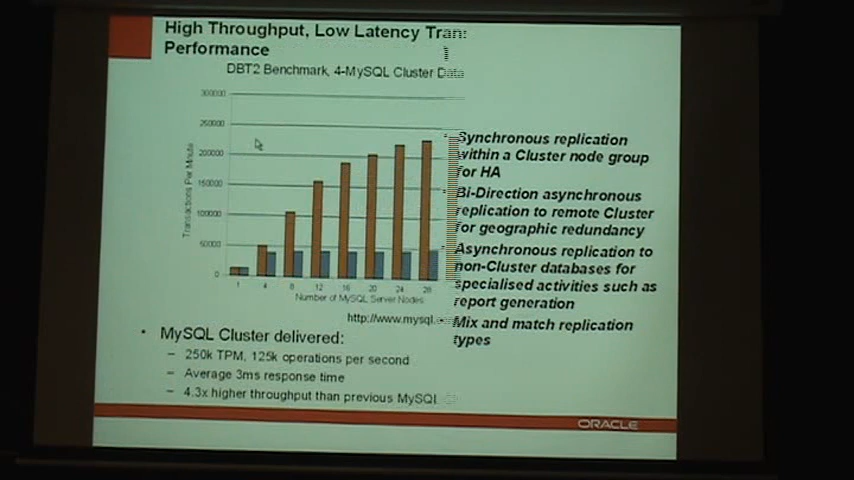 High Throughput, Low Latency Tran
Performance
DBT2 Benchmark, 4-MySQL Cluster Data
300000
250000
200000
150000
100000
50000
0
Transactions Per Minute
1 4 8 12 16 20 24 28
Number of MySQL Server Nodes
http://www.mysql.
• MySQL Cluster delivered:
– 250k TPM, 125k operations per second
– Average 3ms response time
– 4.3x higher throughput than previous MySQL
Synchronous replication
within a Cluster node group
for HA
Bi-Direction asynchronous
replication to remote Cluster
for geographic redundancy
Asynchronous replication to
non-Cluster databases for
specialised activities such as
report generation
Mix and match replication
types
ORACLE